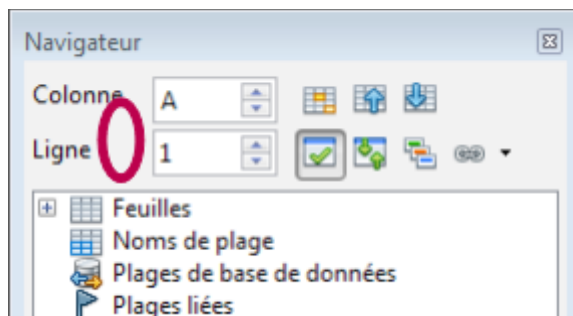 Navigateur
Colonne A
Ligne 1
Feuilles
Noms de plage
Plages de base de données
Plages liées